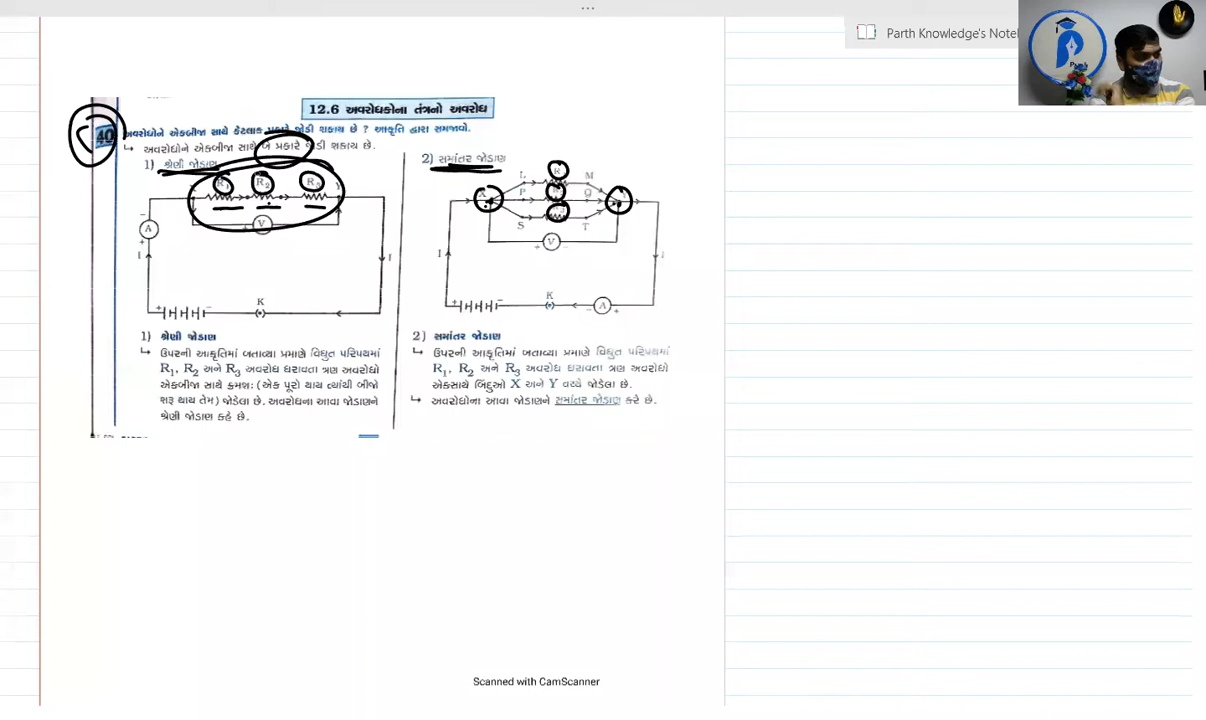 Parth Knowledge's Note
12.6 અવરોધકોના તંત્રનો અવરોધ
40 અવરોધોને એકબીજા સાથે કેટલાક પ્રકારે જોડી શકાય છે ? આકૃતિ દ્વારા સમજાવો.
↳ અવરોધોને એકબીજા સાથે બે પ્રકારે જોડી શકાય છે.
1) શ્રેણી જોડાણ
R1 R2 R3
V
A
I
I
K
2) સમાંતર જોડાણ
L R M
X P Q
S T
V
I
K
A
1) શ્રેણી જોડાણ
↳ ઉપરની આકૃતિમાં બતાવ્યા પ્રમાણે વિદ્યુત પરિપથમાં
R1, R2 અને R3 અવરોધ ધરાવતા ત્રણ અવરોધો
એકબીજા સાથે ક્રમશ: (એક પૂરો થાય ત્યાંથી બીજો
શરૂ થાય તેમ) જોડેલા છે. અવરોધના આવા જોડાણને
શ્રેણી જોડાણ કહે છે.
2) સમાંતર જોડાણ
↳ ઉપરની આકૃતિમાં બતાવ્યા પ્રમાણે વિદ્યુત પરિપથમાં
R1, R2 અને R3 અવરોધ ધરાવતા ત્રણ અવરોધો
એકસાથે બિંદુઓ X અને Y વચ્ચે જોડેલા છે.
↳ અવરોધોના આવા જોડાણને સમાંતર જોડાણ કહે છે.
Scanned with CamScanner